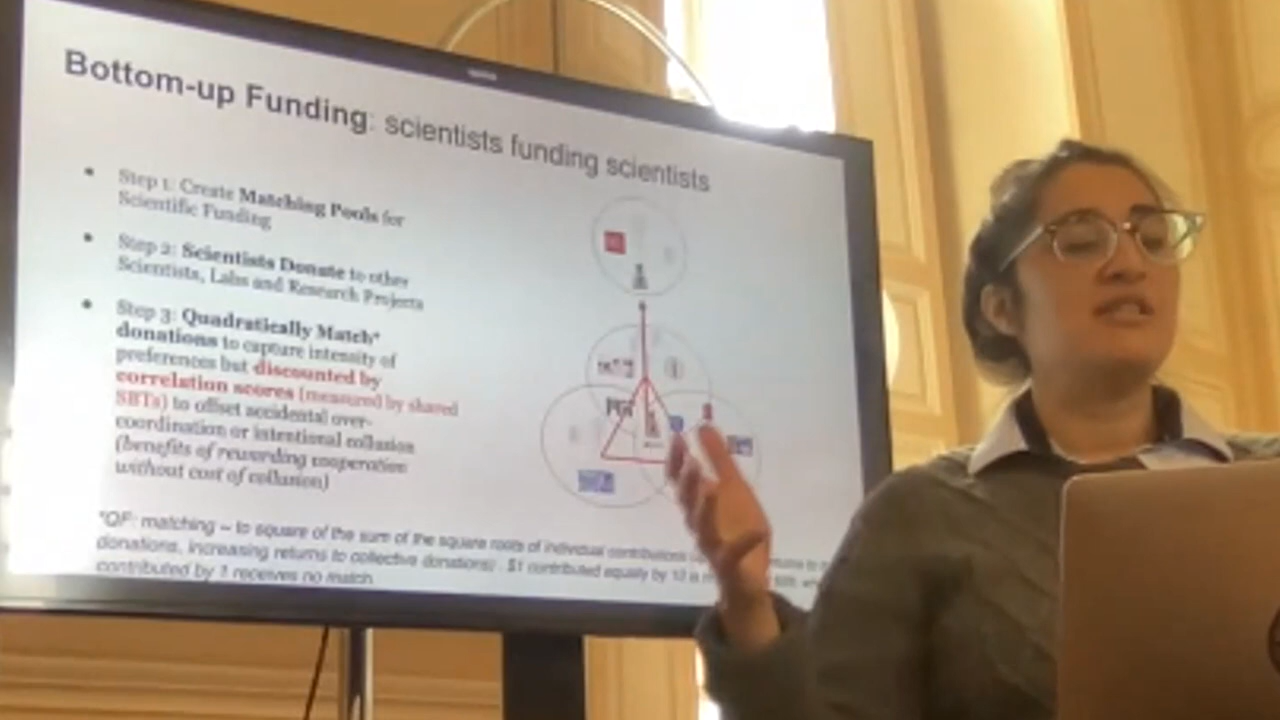 Bottom-up Funding: scientists funding scientists
Step 1: Create Matching Pools for
Scientific Funding
Step 2: Scientists Donate to other
Scientists, Labs and Research Projects
Step 3: Quadratically Match*
donations to capture intensity of
preferences but discounted by
correlation scores (measured by shared
SBTs) to offset accidental over-
coordination or intentional collusion
(benefits of rewarding cooperation
without cost of collusion)
*QF: matching ~ to square of the sum of the square roots of individual contributions
donations, increasing returns to collective donations). $1 contributed equally by 10 is
contributed by 1 receives no match